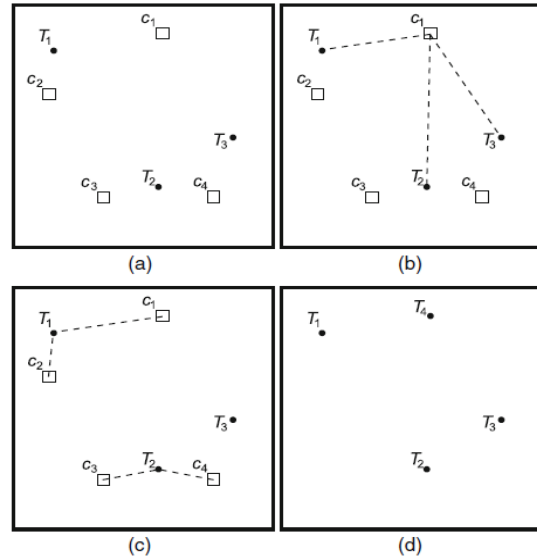 c₁
T₁
c₂
T₃
c₃
T₂
c₄
(a)
c₁
T₁
c₂
T₃
c₃
T₂
c₄
(b)
c₁
T₁
c₂
T₃
c₃
T₂
c₄
(c)
T₄
T₁
T₃
T₂
(d)